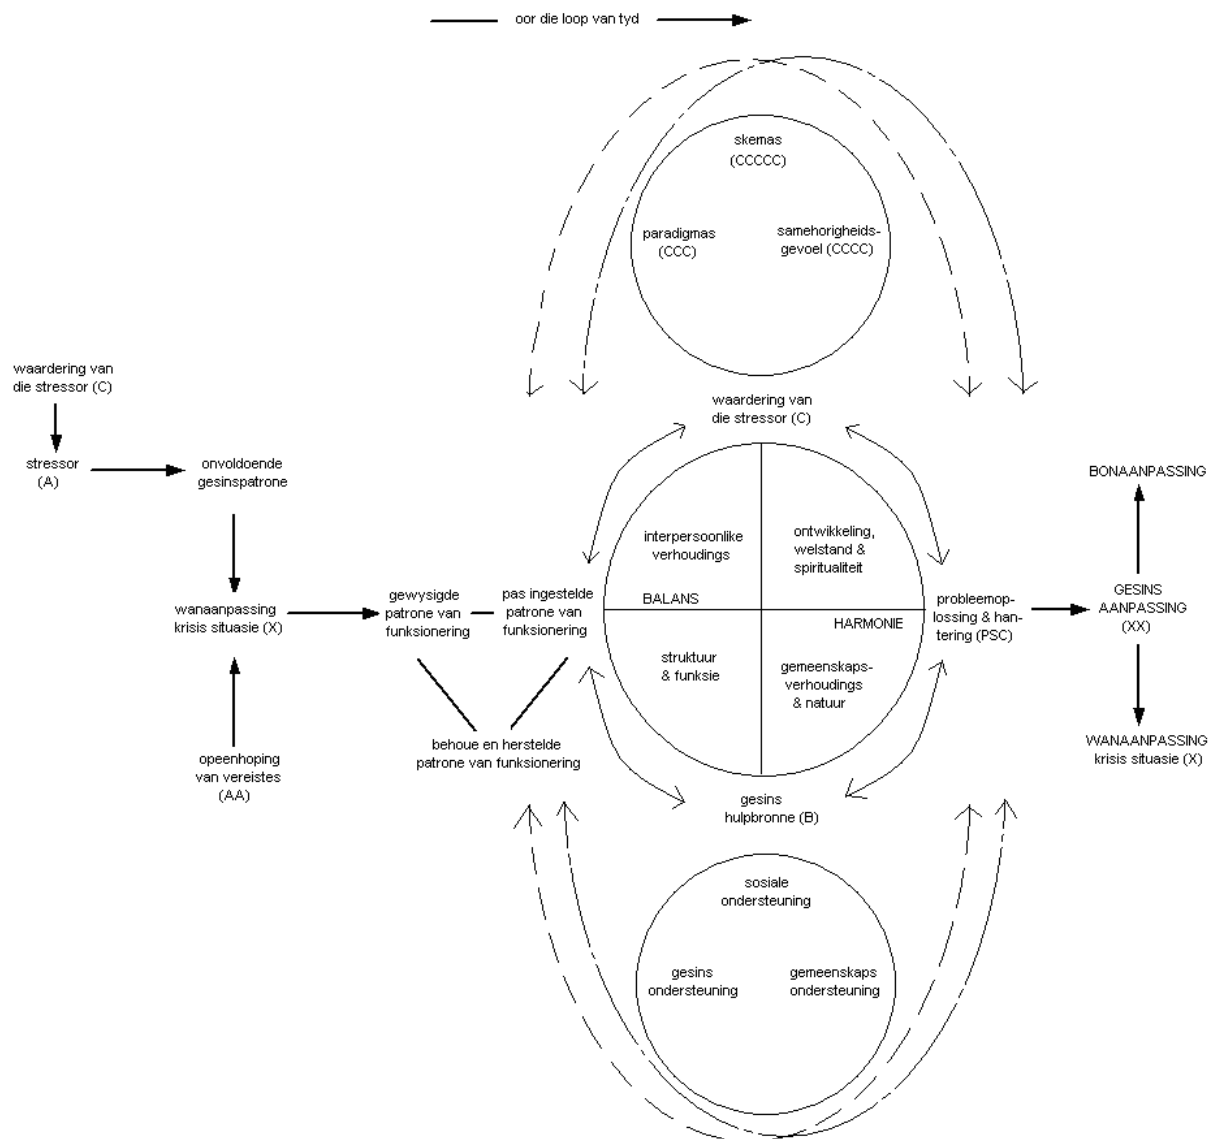 oor die loop van tyd
skemas
(CCCCC)
paradigmas
(CCC)
samehorigheids-
gevoel (CCCC)
waardering van
die stressor (C)
stressor
(A)
onvoldoende
gesinspatrone
wanaanpassing
krisis situasie (X)
opeenhoping
van vereistes
(AA)
gewysigde
patrone van
funksionering
pas ingestelde
patrone van
funksionering
behoue en herstelde
patrone van funksionering
waardering van
die stressor (C)
interpersoonlike
verhoudings
ontwikkeling,
welstand &
spiritualiteit
BALANS
HARMONIE
struktuur
& funksie
gemeenskaps-
verhoudings
& natuur
probleemop-
lossing & han-
tering (PSC)
gesins
hulpbronne (B)
sosiale
ondersteuning
gesins
ondersteuning
gemeenskaps
ondersteuning
BONAANPASSING
GESINS
AANPASSING
(XX)
WANAANPASSING
krisis situasie (X)